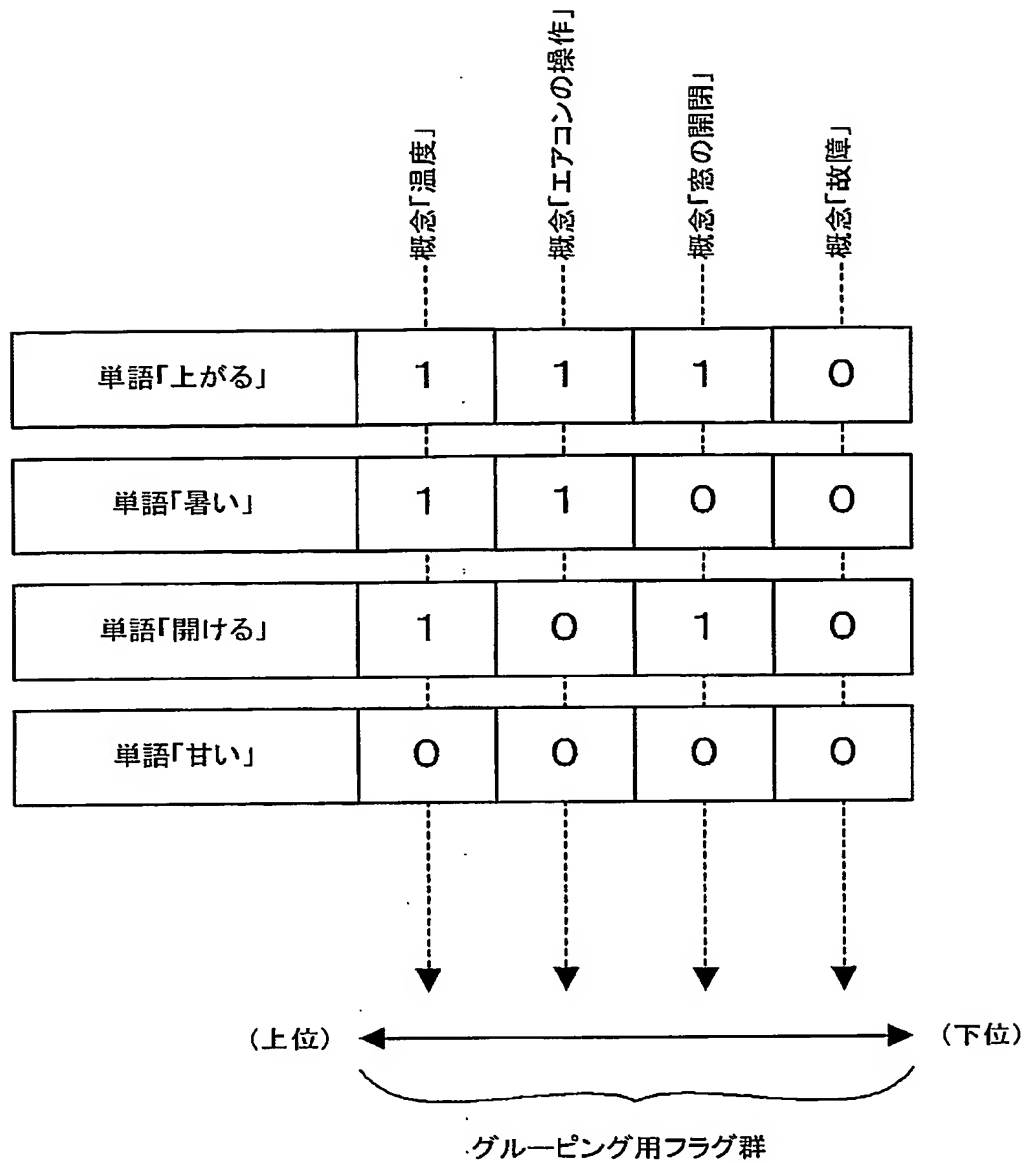 概念「温度」
概念「エアコンの操作」
概念「窓の開閉」
概念「故障」
単語「上がる」 1 1 1 0
単語「暑い」 1 1 0 0
単語「開ける」 1 0 1 0
単語「甘い」 0 0 0 0
(上位) (下位)
グルーピング用フラグ群